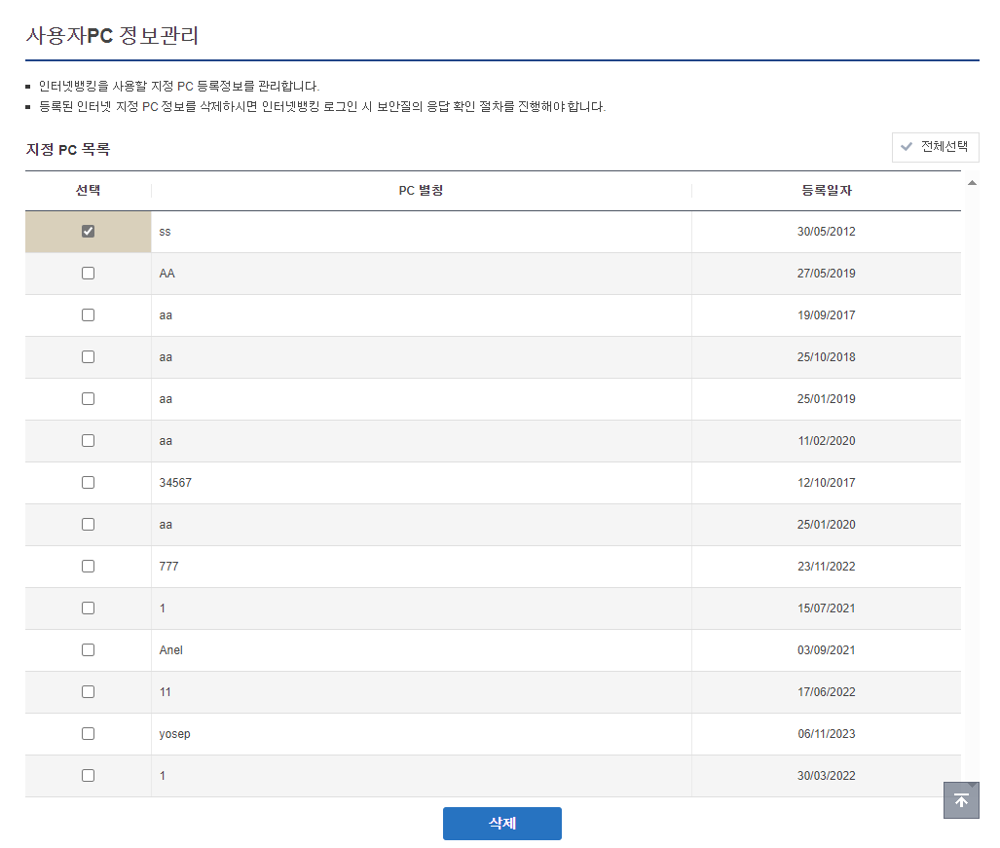 사용자PC 정보관리
인터넷뱅킹을 사용할 지정 PC 등록정보를 관리합니다.
등록된 인터넷 지정 PC 정보를 삭제하시면 인터넷뱅킹 로그인 시 보안질의 응답 확인 절차를 진행해야 합니다.
지정 PC 목록
전체선택
선택 PC 별칭 등록일자
ss 30/05/2012
AA 27/05/2019
aa 19/09/2017
aa 25/10/2018
aa 25/01/2019
aa 11/02/2020
34567 12/10/2017
aa 25/01/2020
777 23/11/2022
1 15/07/2021
Anel 03/09/2021
11 17/06/2022
yosep 06/11/2023
1 30/03/2022
삭제